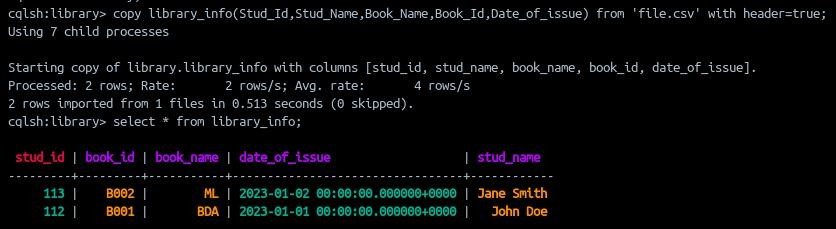 cqlsh:library> copy library_info(Stud_Id,Stud_Name,Book_Name,Book_Id,Date_of_issue) from 'file.csv' with header=true;
Using 7 child processes
Starting copy of library.library_info with columns [stud_id, stud_name, book_name, book_id, date_of_issue].
Processed: 2 rows; Rate:       2 rows/s; Avg. rate:       4 rows/s
2 rows imported from 1 files in 0.513 seconds (0 skipped).
cqlsh:library> select * from library_info;
 stud_id | book_id | book_name | date_of_issue                   | stud_name
---------+---------+-----------+---------------------------------+------------
     113 |    B002 |        ML | 2023-01-02 00:00:00.000000+0000 | Jane Smith
     112 |    B001 |       BDA | 2023-01-01 00:00:00.000000+0000 |   John Doe